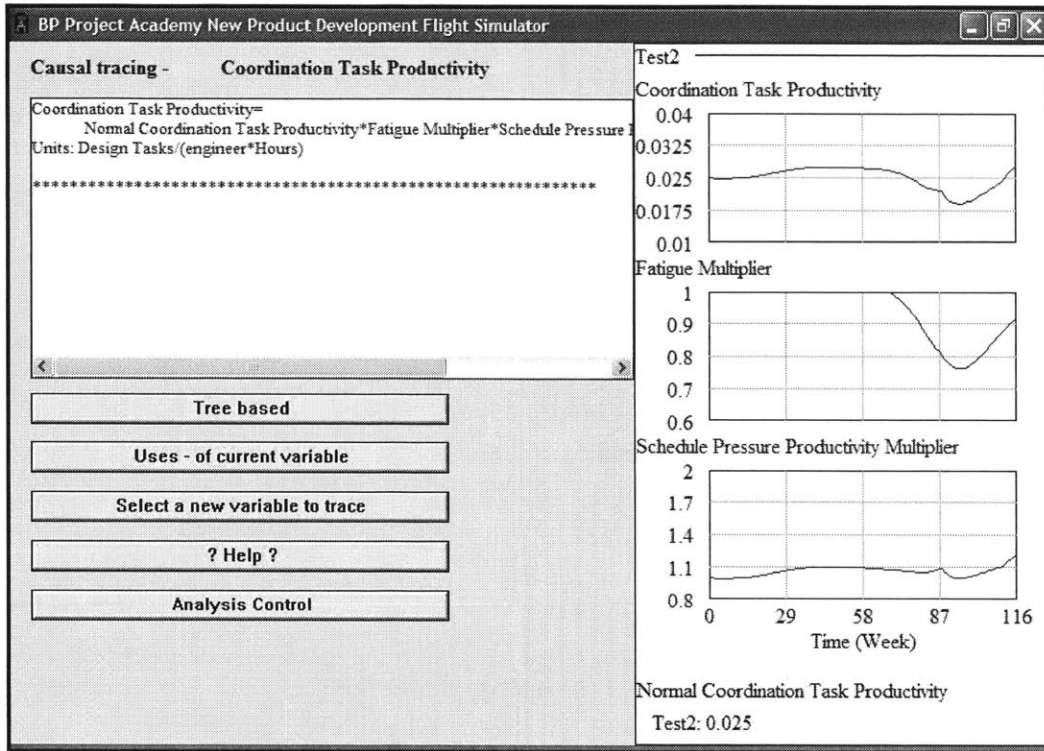 BP Project Academy New Product Development Flight Simulator
Causal tracing - Coordination Task Productivity
Coordination Task Productivity=
Normal Coordination Task Productivity*Fatigue Multiplier*Schedule Pressure
Units: Design Tasks/(engineer*Hours)
*************************************************************
Tree based
Uses - of current variable
Select a new variable to trace
? Help ?
Analysis Control
Test2
Coordination Task Productivity
0.04
0.0325
0.025
0.0175
0.01
Fatigue Multiplier
1
0.9
0.8
0.7
0.6
Schedule Pressure Productivity Multiplier
2
1.7
1.4
1.1
0.8
0 29 58 87 116
Time (Week)
Normal Coordination Task Productivity
Test2: 0.025